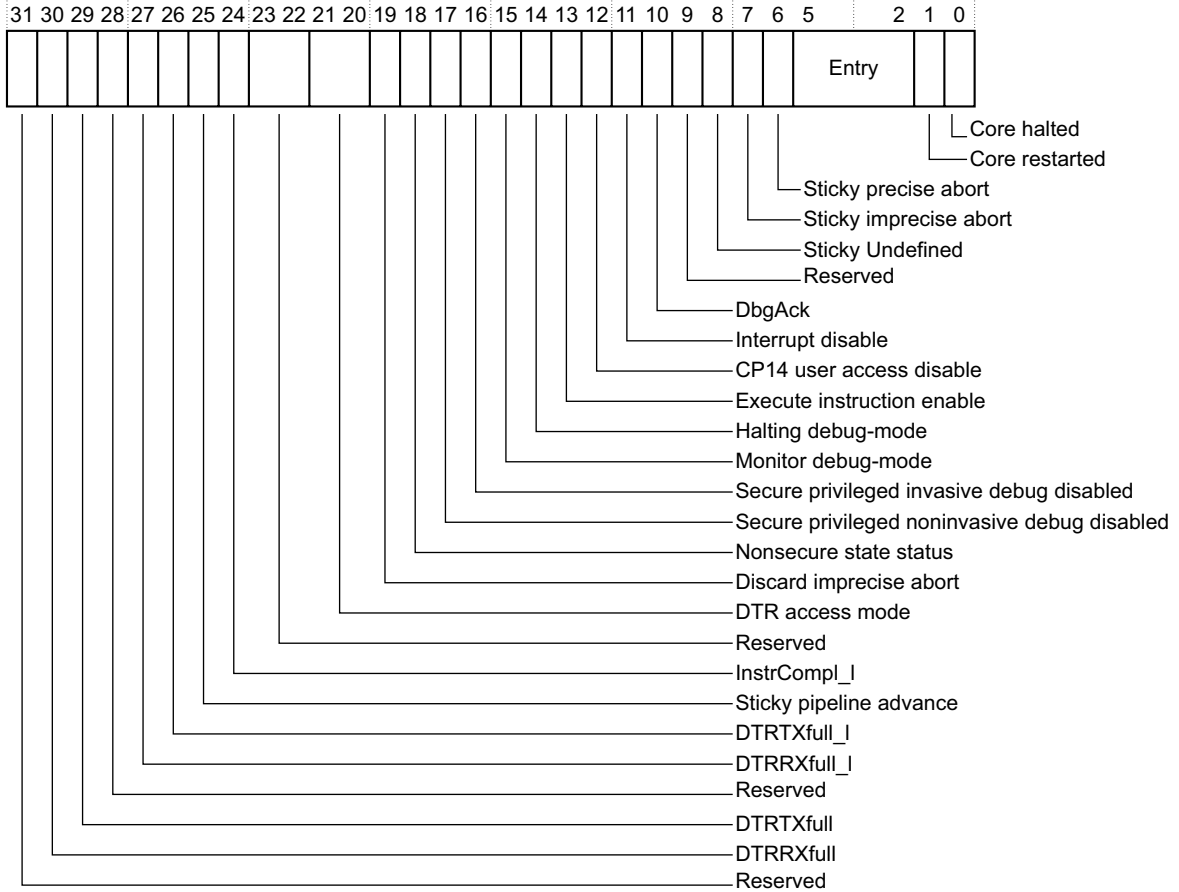 31 30 29 28 27 26 25 24 23 22 21 20 19 18 17 16 15 14 13 12 11 10 9 8 7 6 5 2 1 0
Entry
Core halted
Core restarted
Sticky precise abort
Sticky imprecise abort
Sticky Undefined
Reserved
DbgAck
Interrupt disable
CP14 user access disable
Execute instruction enable
Halting debug-mode
Monitor debug-mode
Secure privileged invasive debug disabled
Secure privileged noninvasive debug disabled
Nonsecure state status
Discard imprecise abort
DTR access mode
Reserved
InstrCompl_l
Sticky pipeline advance
DTRTXfull_l
DTRRXfull_l
Reserved
DTRTXfull
DTRRXfull
Reserved